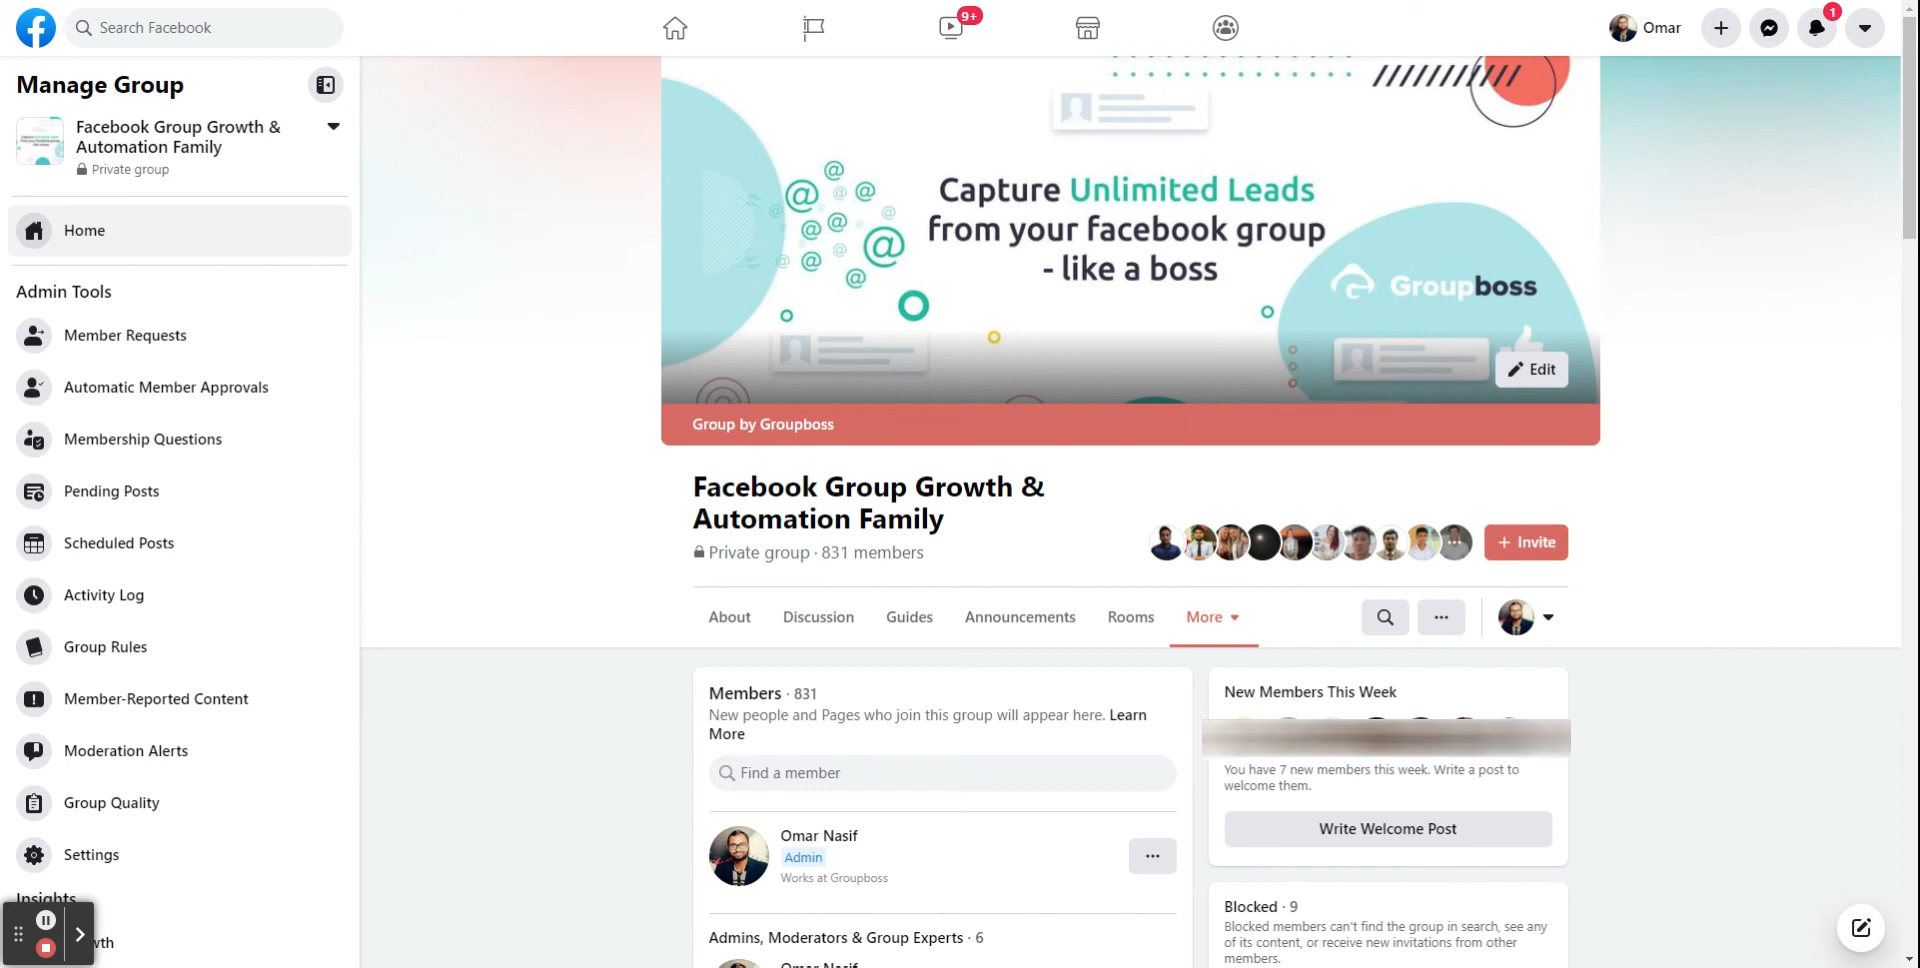 Search Facebook
9+
Omar
1
Manage Group
Facebook Group Growth &
Automation Family
Private group
Home
Admin Tools
Member Requests
Automatic Member Approvals
Membership Questions
Pending Posts
Scheduled Posts
Activity Log
Group Rules
Member-Reported Content
Moderation Alerts
Group Quality
Settings
Insights
wth
Capture Unlimited Leads
from your facebook group
- like a boss
Groupboss
Edit
Group by Groupboss
Facebook Group Growth &
Automation Family
Private group · 831 members
+ Invite
About
Discussion
Guides
Announcements
Rooms
More
Members · 831
New people and Pages who join this group will appear here. Learn
More
Find a member
Omar Nasif
Admin
Works at Groupboss
Admins, Moderators & Group Experts · 6
Omar Nasif
New Members This Week
You have 7 new members this week. Write a post to
welcome them.
Write Welcome Post
Blocked · 9
Blocked members can't find the group in search, see any
of its content, or receive new invitations from other
members.